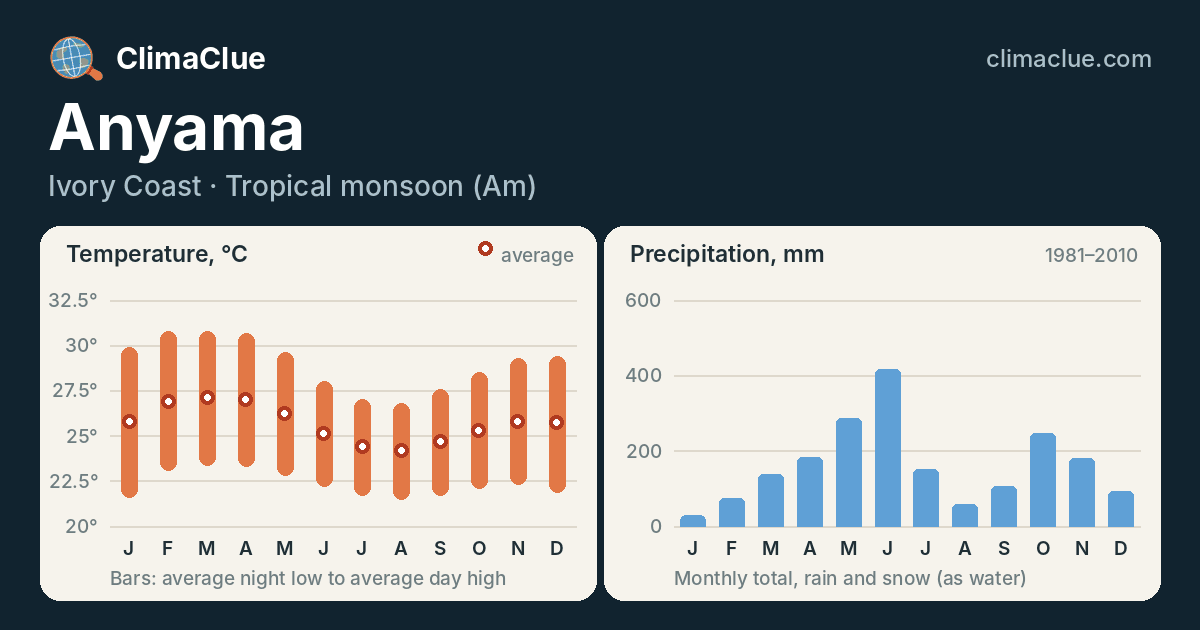 ClimaClue
climaclue.com
Anyama
Ivory Coast · Tropical monsoon (Am)
Temperature, °C
average
32.5°
30°
27.5°
25°
22.5°
20°
J F M A M J J A S O N D
Bars: average night low to average day high
Precipitation, mm
1981–2010
600
400
200
0
J F M A M J J A S O N D
Monthly total, rain and snow (as water)